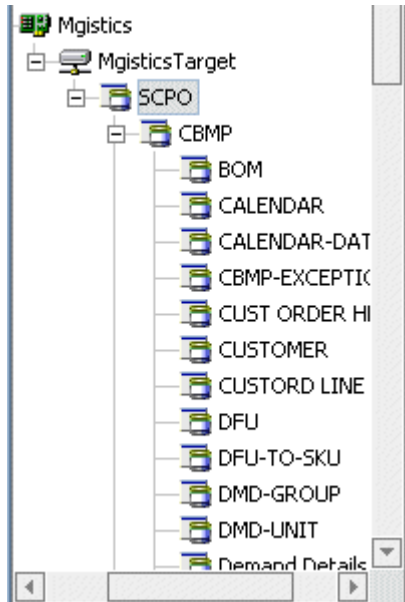 Mgistics
MgisticsTarget
SCPO
CBMP
BOM
CALENDAR
CALENDAR-DAT
CBMP-EXCEPTIO
CUST ORDER HI
CUSTOMER
CUSTORD LINE
DFU
DFU-TO-SKU
DMD-GROUP
DMD-UNIT
Demand Details